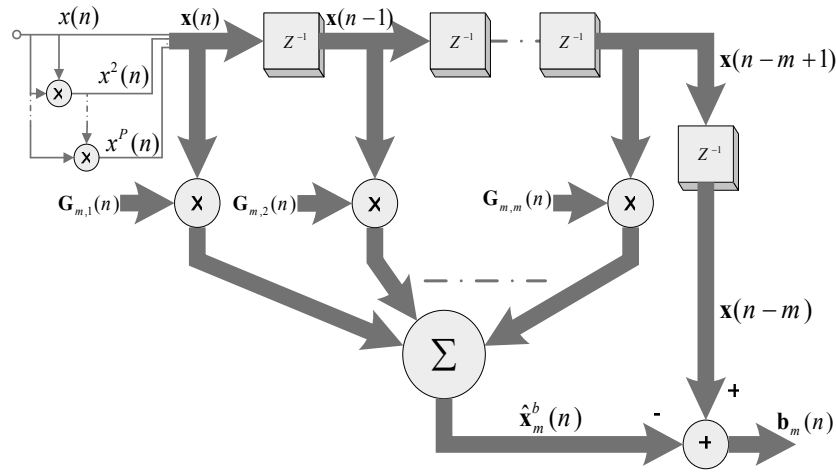 x(n)
x(n)
x(n−1)
x²(n)
x^P(n)
Z⁻¹
Z⁻¹
Z⁻¹
x(n−m+1)
Z⁻¹
G_{m,1}(n)
x
G_{m,2}(n)
x
G_{m,m}(n)
x
x
x
Σ
x(n−m)
x̂_m^b(n)
-
+
+
b_m(n)